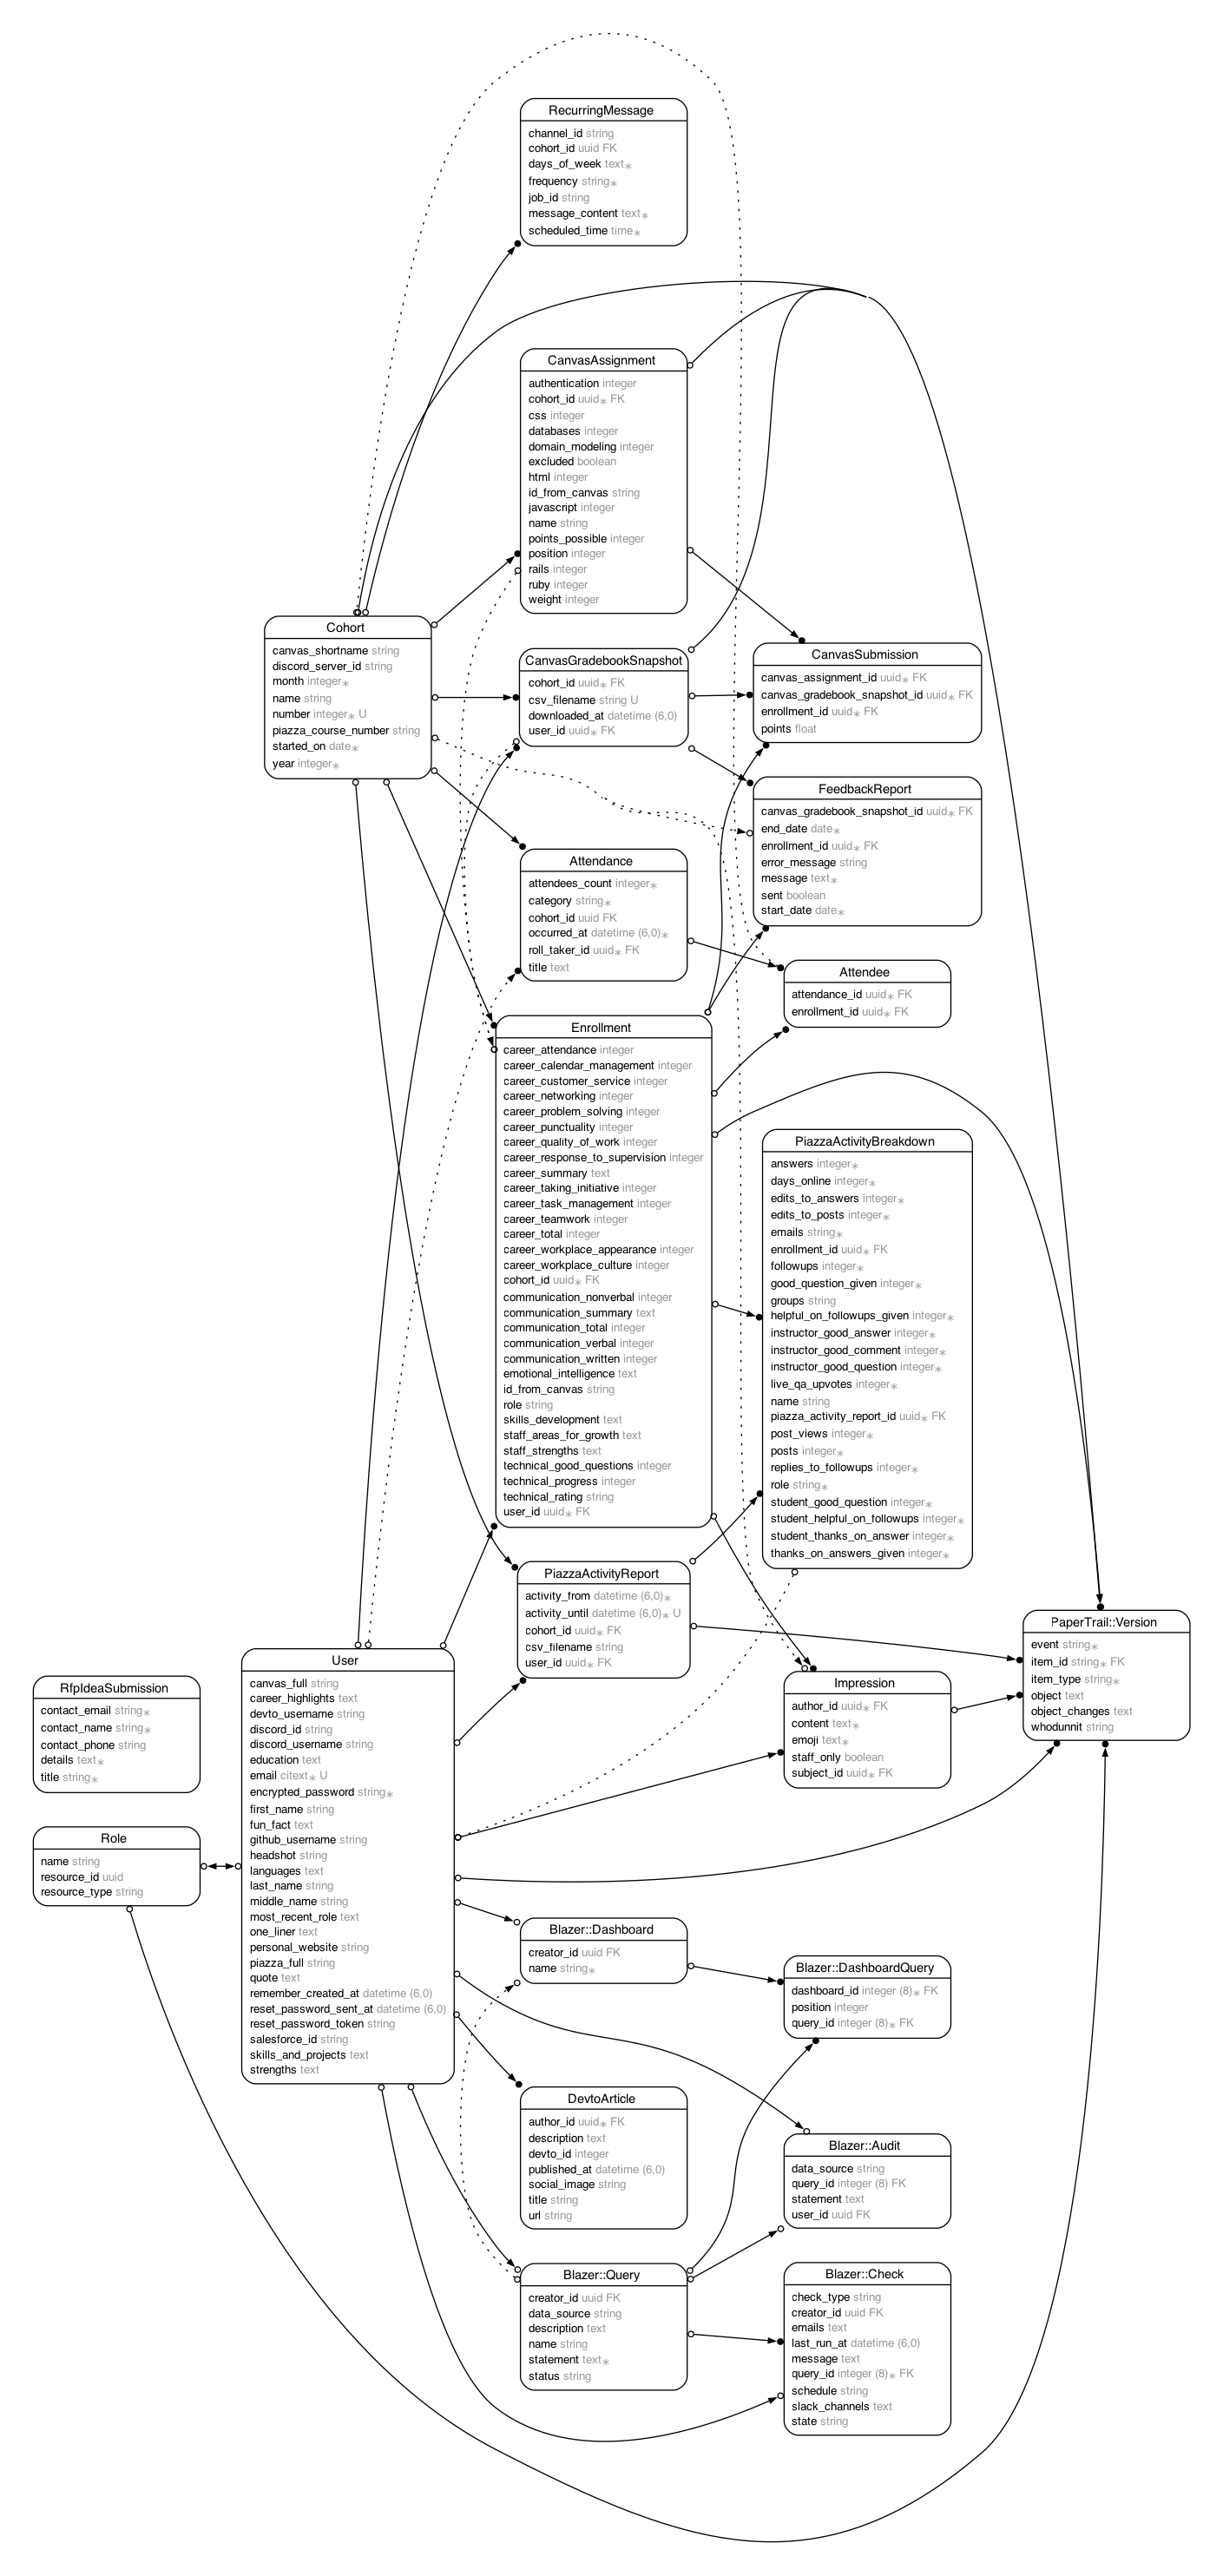 RecurringMessage
channel_id string
cohort_id uuid FK
days_of_week text*
frequency string*
job_id string
message_content text*
scheduled_time time*
CanvasAssignment
authentication integer
cohort_id uuid* FK
css integer
databases integer
domain_modeling integer
excluded boolean
html integer
id_from_canvas string
javascript integer
name string
points_possible integer
position integer
rails integer
ruby integer
weight integer
Cohort
canvas_shortname string
discord_server_id string
month integer*
name string
number integer* U
piazza_course_number string
started_on date*
year integer*
CanvasGradebookSnapshot
cohort_id uuid* FK
csv_filename string U
downloaded_at datetime (6,0)
user_id uuid* FK
CanvasSubmission
canvas_assignment_id uuid* FK
canvas_gradebook_snapshot_id uuid* FK
enrollment_id uuid* FK
points float
FeedbackReport
canvas_gradebook_snapshot_id uuid* FK
end_date date*
enrollment_id uuid* FK
error_message string
message text*
sent boolean
start_date date*
Attendance
attendees_count integer*
category string*
cohort_id uuid FK
occurred_at datetime (6,0)*
roll_taker_id uuid* FK
title text
Attendee
attendance_id uuid* FK
enrollment_id uuid* FK
Enrollment
career_attendance integer
career_calendar_management integer
career_customer_service integer
career_networking integer
career_problem_solving integer
career_punctuality integer
career_quality_of_work integer
career_response_to_supervision integer
career_summary text
career_taking_initiative integer
career_task_management integer
career_teamwork integer
career_total integer
career_workplace_appearance integer
career_workplace_culture integer
cohort_id uuid* FK
communication_nonverbal integer
communication_summary text
communication_total integer
communication_verbal integer
communication_written integer
emotional_intelligence text
id_from_canvas string
role string
skills_development text
staff_areas_for_growth text
staff_strengths text
technical_good_questions integer
technical_progress integer
technical_rating string
user_id uuid* FK
PiazzaActivityBreakdown
answers integer*
days_online integer*
edits_to_answers integer*
edits_to_posts integer*
emails string*
enrollment_id uuid* FK
followups integer*
good_question_given integer*
groups string
helpful_on_followups_given integer*
instructor_good_answer integer*
instructor_good_comment integer*
instructor_good_question integer*
live_qa_upvotes integer*
name string
piazza_activity_report_id uuid* FK
post_views integer*
posts integer*
replies_to_followups integer*
role string*
student_good_question integer*
student_helpful_on_followups integer*
student_thanks_on_answer integer*
thanks_on_answers_given integer*
PiazzaActivityReport
activity_from datetime (6,0)*
activity_until datetime (6,0)* U
cohort_id uuid* FK
csv_filename string
user_id uuid* FK
PaperTrail::Version
event string*
item_id string* FK
item_type string*
object text
object_changes text
whodunnit string
Impression
author_id uuid* FK
content text*
emoji text*
staff_only boolean
subject_id uuid* FK
RfpIdeaSubmission
contact_email string*
contact_name string*
contact_phone string
details text*
title string*
User
canvas_full string
career_highlights text
devto_username string
discord_id string
discord_username string
education text
email citext* U
encrypted_password string*
first_name string
fun_fact text
github_username string
headshot string
languages text
last_name string
middle_name string
most_recent_role text
one_liner text
personal_website string
piazza_full string
quote text
remember_created_at datetime (6,0)
reset_password_sent_at datetime (6,0)
reset_password_token string
salesforce_id string
skills_and_projects text
strengths text
Role
name string
resource_id uuid
resource_type string
Blazer::Dashboard
creator_id uuid FK
name string*
Blazer::DashboardQuery
dashboard_id integer (8)* FK
position integer
query_id integer (8)* FK
DevtoArticle
author_id uuid* FK
description text
devto_id integer
published_at datetime (6,0)
social_image string
title string
url string
Blazer::Audit
data_source string
query_id integer (8) FK
statement text
user_id uuid FK
Blazer::Query
creator_id uuid FK
data_source string
description text
name string
statement text*
status string
Blazer::Check
check_type string
creator_id uuid FK
emails text
last_run_at datetime (6,0)
message text
query_id integer (8)* FK
schedule string
slack_channels text
state string